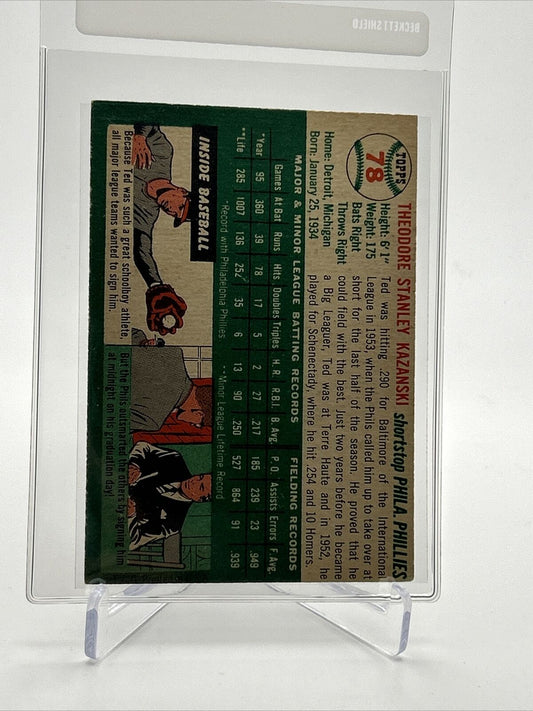 BECKETT SHIELD
TOPPS
78
THEODORE STANLEY KAZANSKI shortstop PHILA. PHILLIES
Height: 6'1"
Weight: 175
Bats Right
Throws Right
Home: Detroit, Michigan
Born: January 25, 1934
Ted was hitting .290 for Baltimore of the International
League in 1953, when the Phils called him up to take over at
short for the last half of the season. He proved that he
could field with the best. Just two years before he became
a Big Leaguer, Ted was at Terre Haute and in 1952, he
played for Schenectady, where he hit .254 and 10 Homers.
MAJOR & MINOR LEAGUE BATTING RECORDS FIELDING RECORDS
Games At Bat Runs Hits Doubles Triples H. R. R.B.I. B. Avg. P. O. Assists Errors F. Avg.
*Year 95 360 39 78 17 5 2 27 .217 185 239 23 .949
**Life 285 1007 136 252 35 6 13 90 .250 527 864 91 .939
*Record with Philadelphia Phillies **Minor League Lifetime Record
INSIDE BASEBALL
Because Ted was such a great schoolboy athlete,
all major league teams wanted to sign him.
But the Phils outsmarted the others by signing him
at midnight on his graduation day!